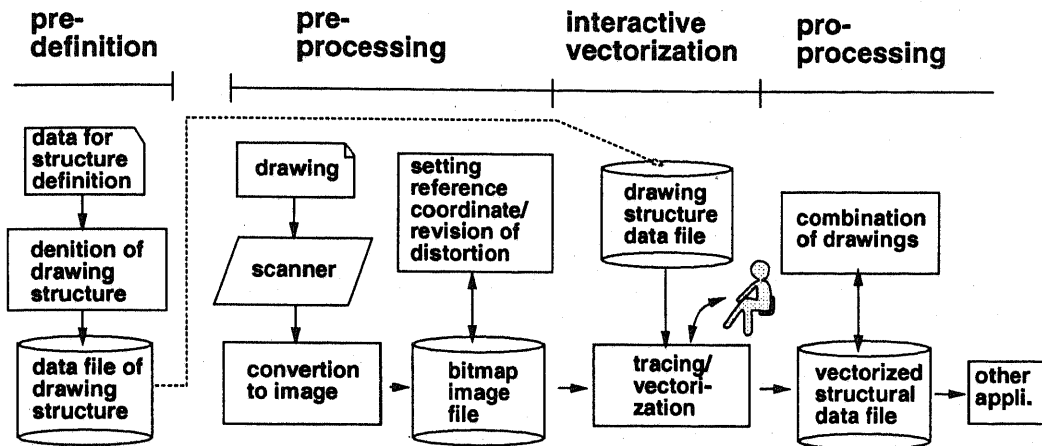 pre-
definition
pre-
processing
interactive
vectorization
pro-
processing
data for
structure
definition
denition of
drawing
structure
data file of
drawing
structure
drawing
scanner
convertion
to image
setting
reference
coordinate/
revision of
distortion
bitmap
image
file
drawing
structure
data file
tracing/
vectori-
zation
combination
of drawings
vectorized
structural
data file
other
appli.